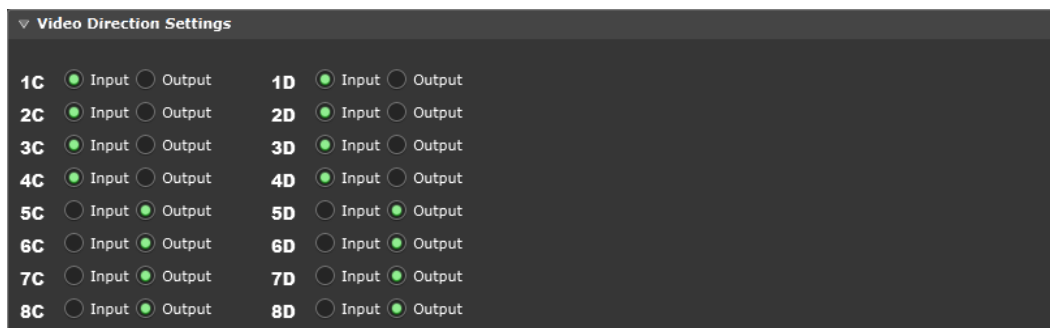 Video Direction Settings
1C Input Output 1D Input Output
2C Input Output 2D Input Output
3C Input Output 3D Input Output
4C Input Output 4D Input Output
5C Input Output 5D Input Output
6C Input Output 6D Input Output
7C Input Output 7D Input Output
8C Input Output 8D Input Output